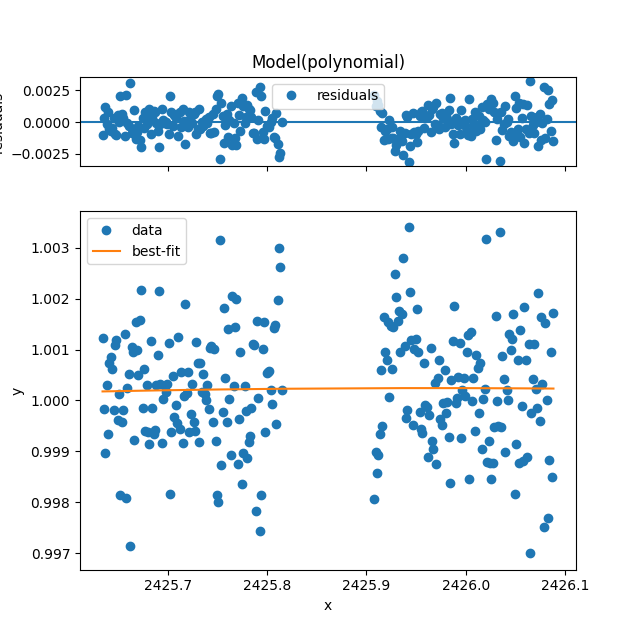 Model(polynomial)
0.0025
0.0000
−0.0025
residuals
residuals
1.003
1.002
1.001
1.000
0.999
0.998
0.997
y
data
best-fit
2425.7
2425.8
2425.9
2426.0
2426.1
x